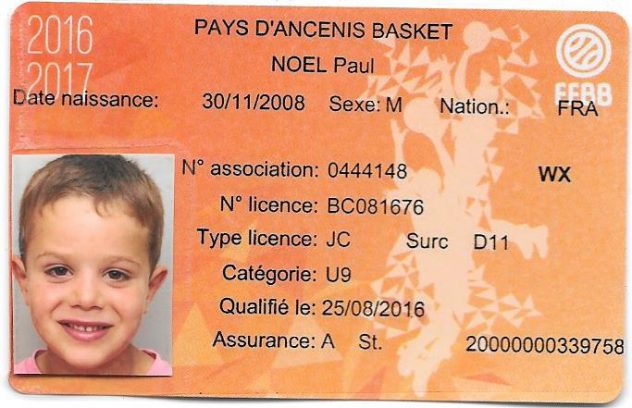 2016
2017
PAYS D'ANCENIS BASKET
NOEL Paul
FFBB
Date naissance: 30/11/2008 Sexe: M Nation.: FRA
N° association: 0444148 WX
N° licence: BC081676
Type licence: JC Surc D11
Catégorie: U9
Qualifié le: 25/08/2016
Assurance: A St. 20000000339758